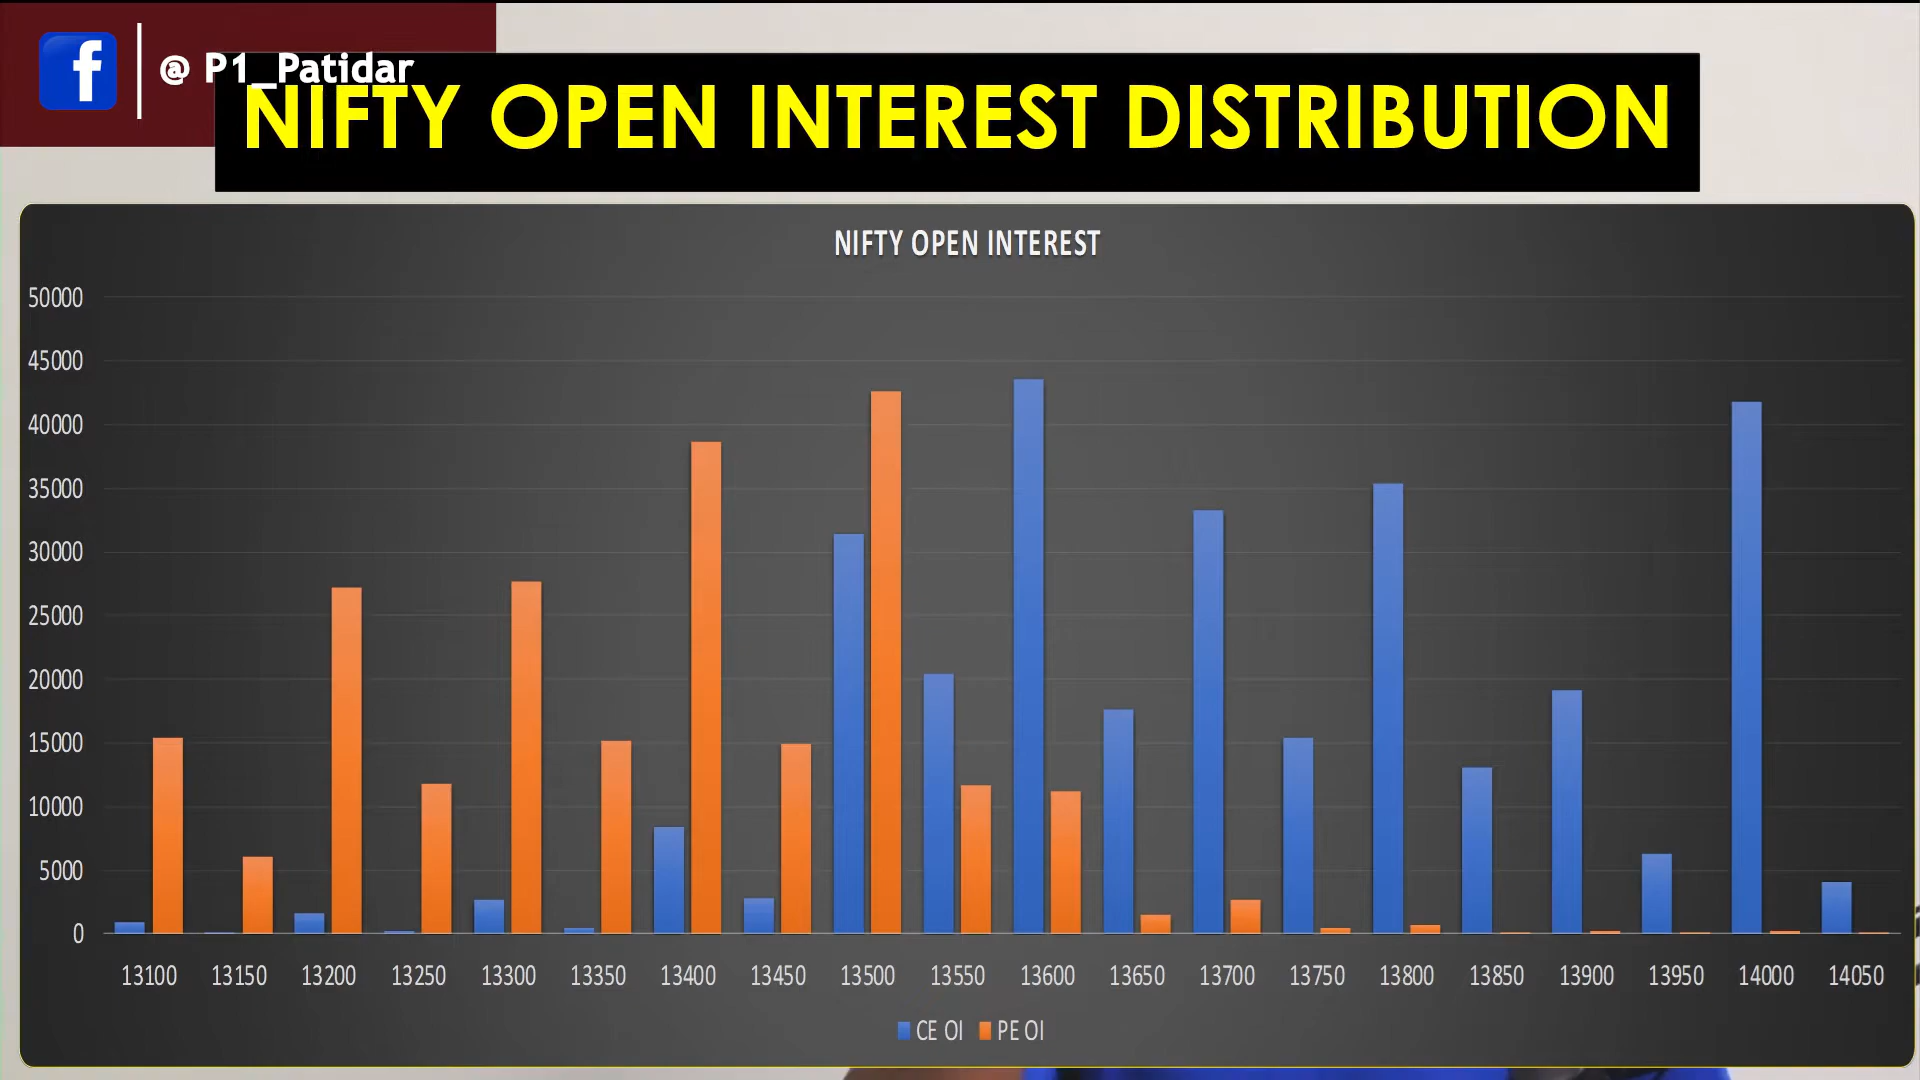 f
@ P1_Patidar
NIFTY OPEN INTEREST DISTRIBUTION
NIFTY OPEN INTEREST
50000
45000
40000
35000
30000
25000
20000
15000
10000
5000
0
13100 13150 13200 13250 13300 13350 13400 13450 13500 13550 13600 13650 13700 13750 13800 13850 13900 13950 14000 14050
CE OI PE OI